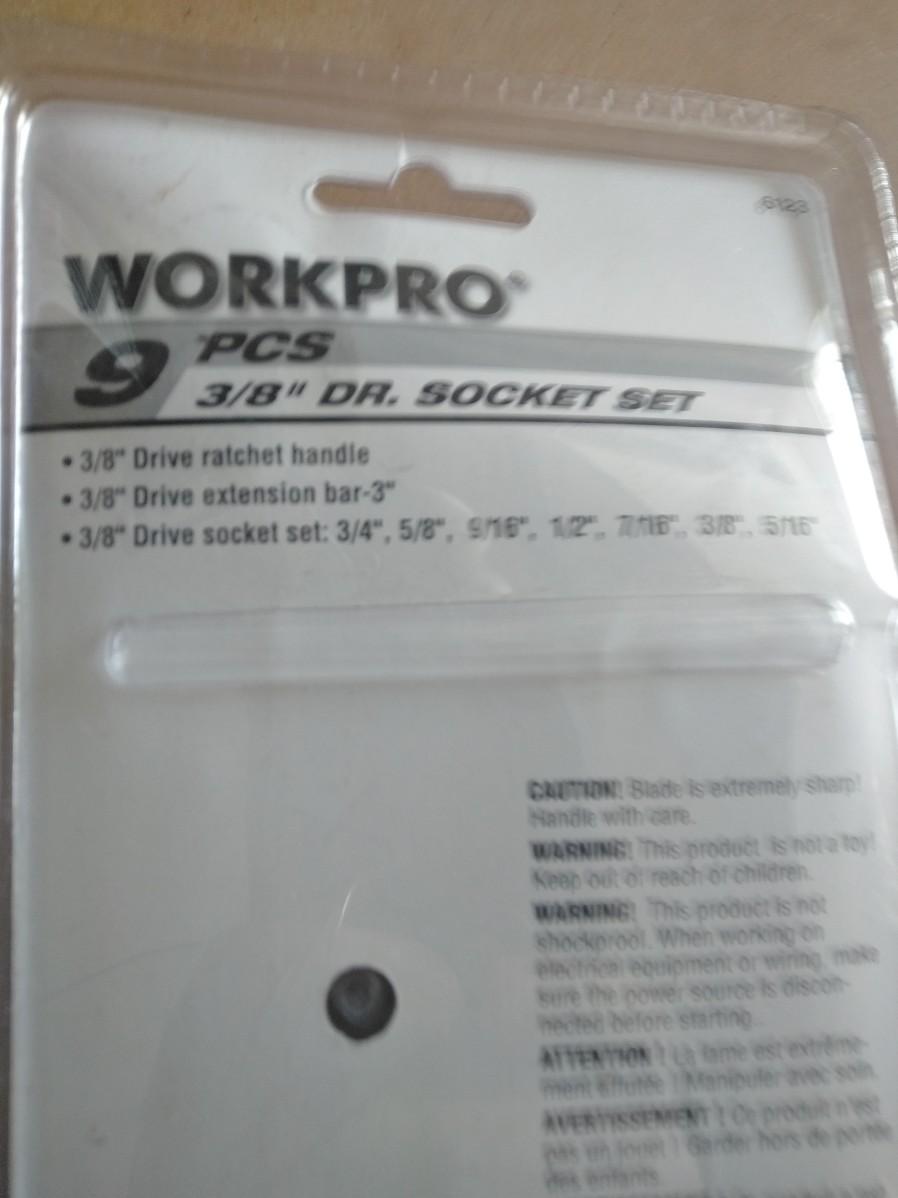 6123
WORKPRO®
9 PCS
3/8" DR. SOCKET SET
• 3/8" Drive ratchet handle
• 3/8" Drive extension bar-3"
• 3/8" Drive socket set: 3/4", 5/8", 9/16", 1/2", 7/16", 3/8", 5/16"
CAUTION! Blade is extremely sharp!
Handle with care.
WARNING! This product is not a toy!
Keep out of reach of children.
WARNING! This product is not
shockproof. When working on
electrical equipment or wiring, make
sure the power source is discon-
nected before starting.
ATTENTION ! La lame est extrême-
ment affutée ! Manipuler avec soin.
AVERTISSEMENT ! Ce produit n'est
pas un jouet ! Garder hors de portée
des enfants.